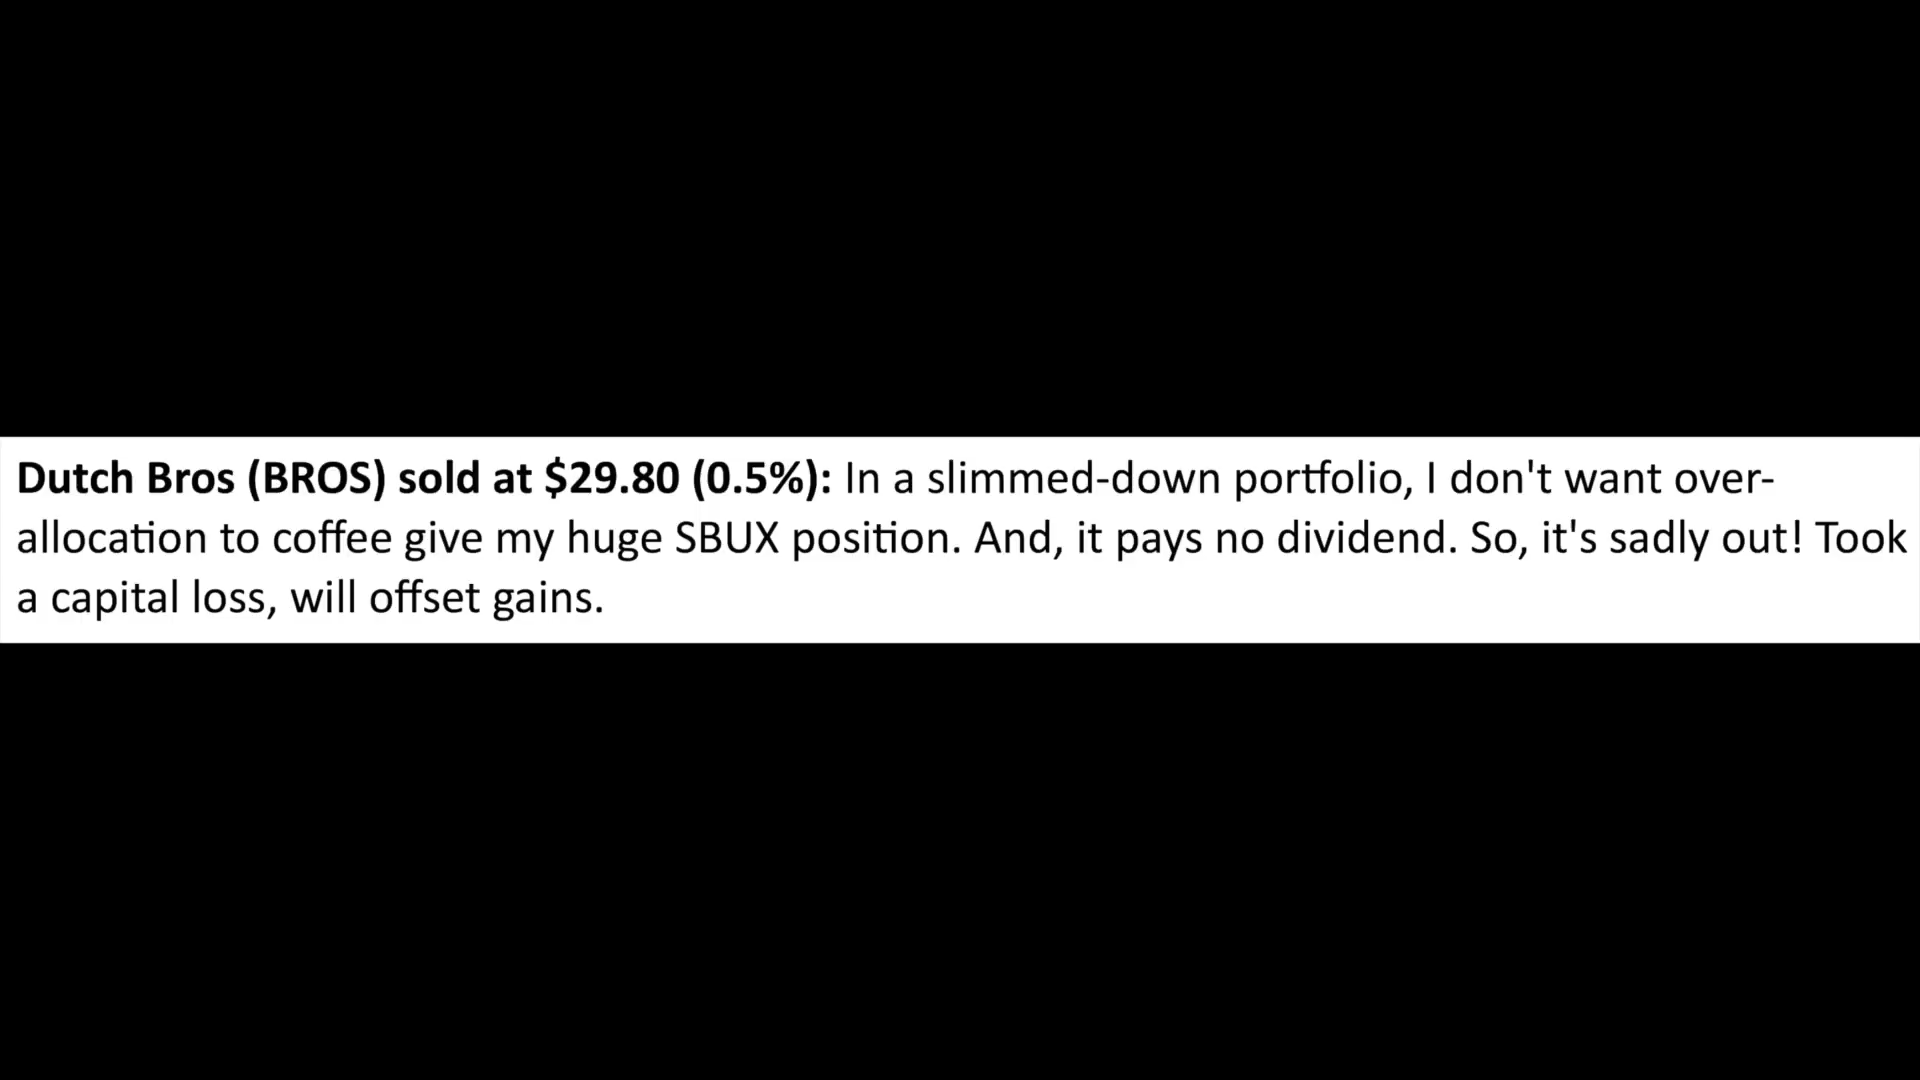 Dutch Bros (BROS) sold at $29.80 (0.5%): In a slimmed-down portfolio, I don't want over-
allocation to coffee give my huge SBUX position. And, it pays no dividend. So, it's sadly out! Took
a capital loss, will offset gains.